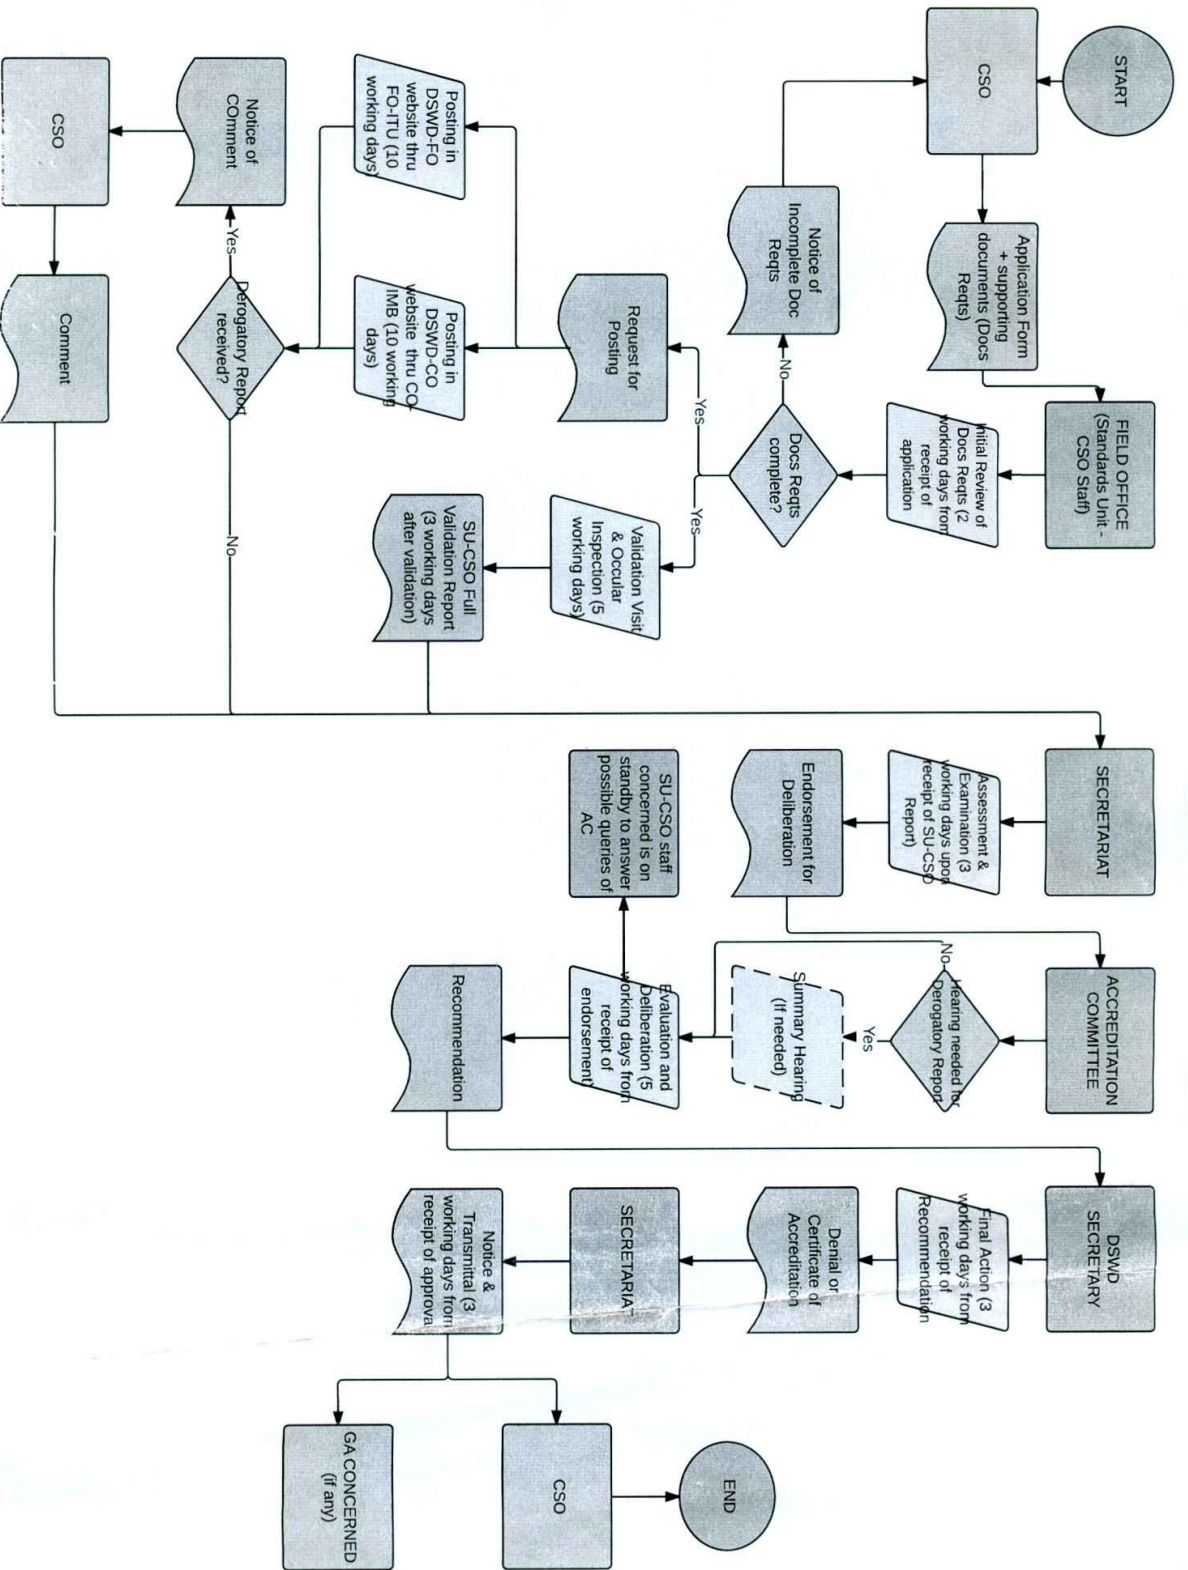 START
CSO
Application Form
+ supporting
documents (Docs
Reqts)
FIELD OFFICE
(Standards Unit -
CSO Staff)
Initial Review of
Docs Reqts (2
working days from
receipt of
application
Docs Reqts
complete?
No
Notice of
Incomplete Doc
Reqts
Yes
Yes
Request for
Posting
Posting in
DSWD-FO
website thru
FO-ITU (10
working days)
Posting in
DSWD-CO
website thru CO-
IMB (10 working
days)
Validation Visit
& Occular
Inspection (5
working days)
SU-CSO Full
Validation Report
(3 working days
after validation)
Derogatory Report
received?
Yes
No
Notice of
COmment
CSO
Comment
SECRETARIAT
Assessment &
Examination (3
working days upon
receipt of SU-CSO
Report)
Endorsement for
Deliberation
SU-CSO staff
concerned is on
standby to answer
possible queries of
AC
ACCREDITATION
COMMITTEE
Hearing needed for
Derogatory Report
No
Yes
Summary Hearing
(If needed)
Evaluation and
Deliberation (5
working days from
receipt of
endorsement)
Recommendation
DSWD
SECRETARY
Final Action (3
working days from
receipt of
Recommendation
Denial or
Certificate of
Accreditation
SECRETARIAT
Notice &
Transmittal (3
working days from
receipt of approva
CSO
GA CONCERNED
(if any)
END